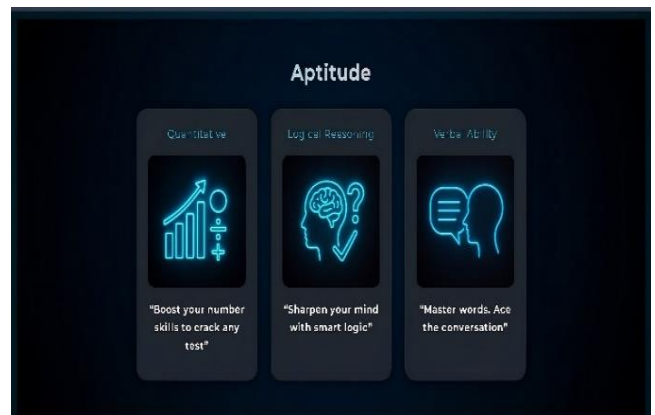 Aptitude
Quantitative
Logical Reasoning
Verbal Ability
"Boost your number
skills to crack any
test"
"Sharpen your mind
with smart logic"
"Master words. Ace
the conversation"